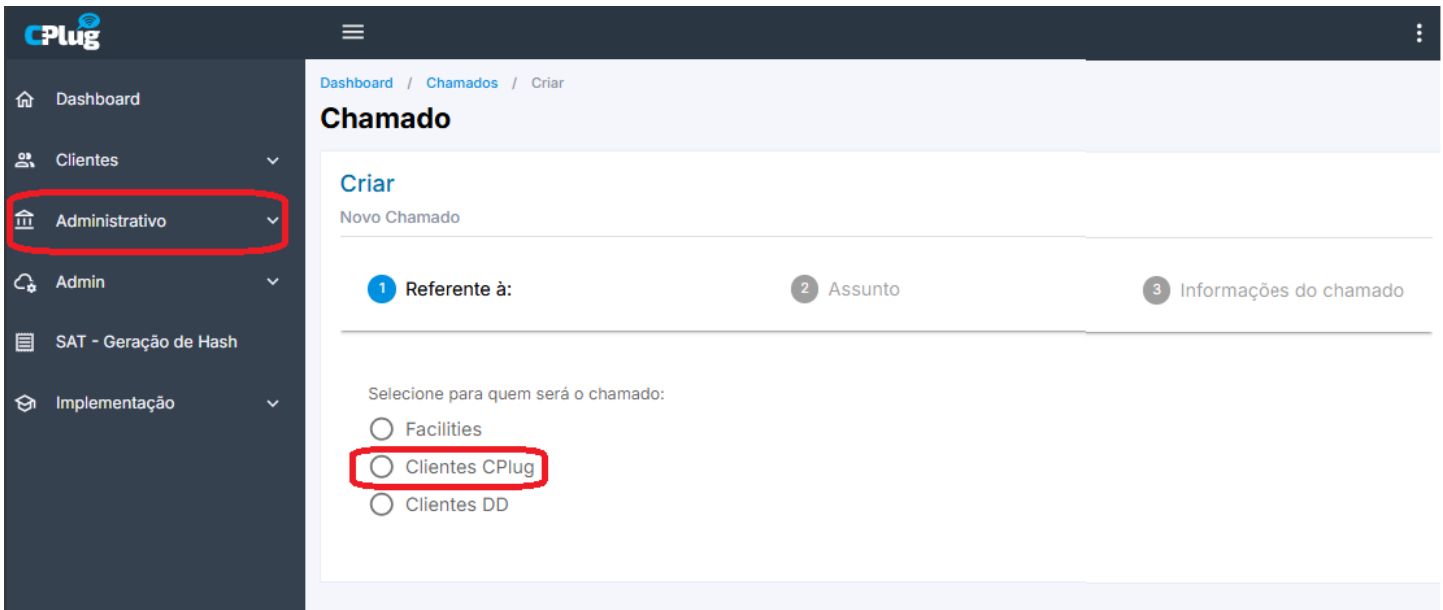 CPlug
Dashboard
Clientes
Administrativo
Admin
SAT - Geração de Hash
Implementação
Dashboard / Chamados / Criar
Chamado
Criar
Novo Chamado
1 Referente à:
2 Assunto
3 Informações do chamado
Selecione para quem será o chamado:
Facilities
Clientes CPlug
Clientes DD